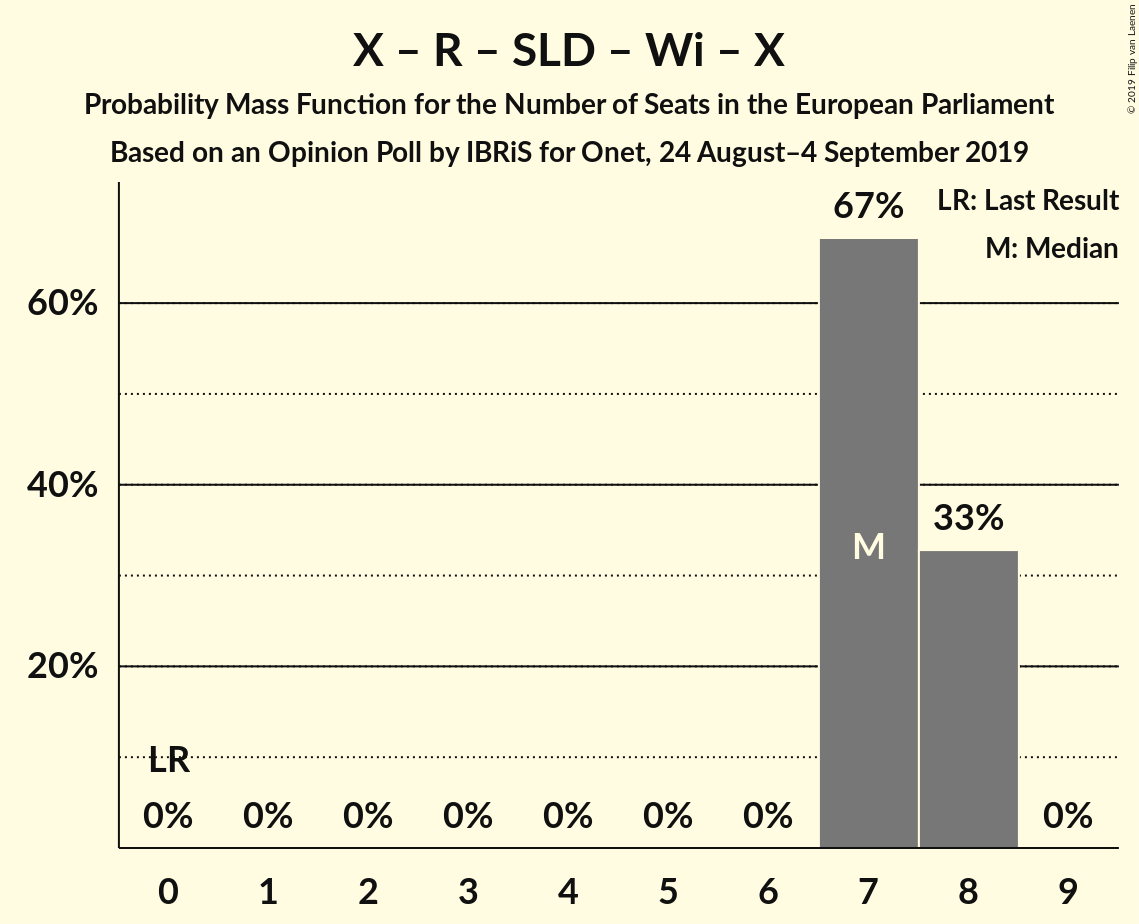 X – R – SLD – Wi – X
Probability Mass Function for the Number of Seats in the European Parliament
Based on an Opinion Poll by IBRiS for Onet, 24 August–4 September 2019
© 2019 Filip van Laenen
LR: Last Result
M: Median
67%
60%
40%
33%
M
20%
LR
0% 0% 0% 0% 0% 0% 0% 0%
0 1 2 3 4 5 6 7 8 9